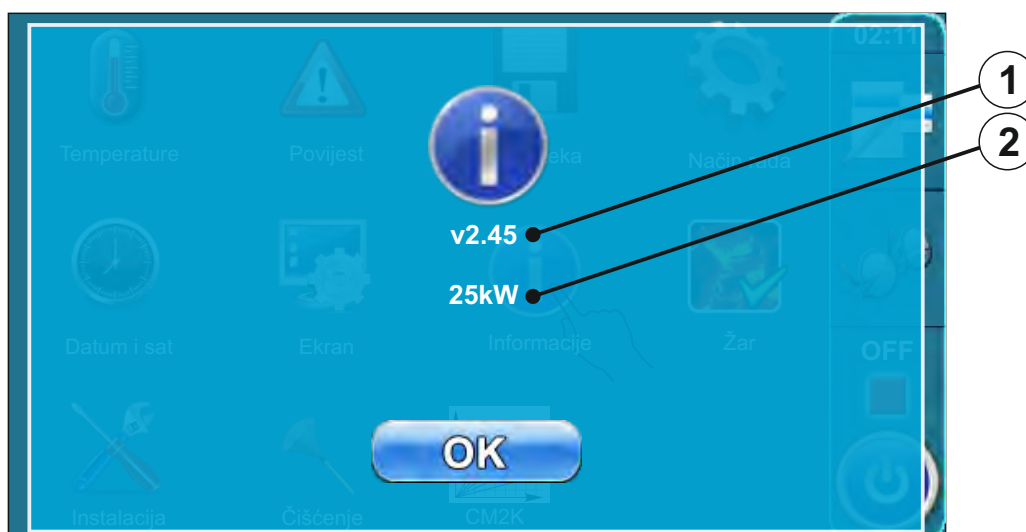 02:11
1
2
Temperature
Povijest
eka
Način rada
v2.45
25kW
Datum i sat
Ekran
Informacije
Žar
OFF
OK
Instalacija
Čišćenje
CM2K